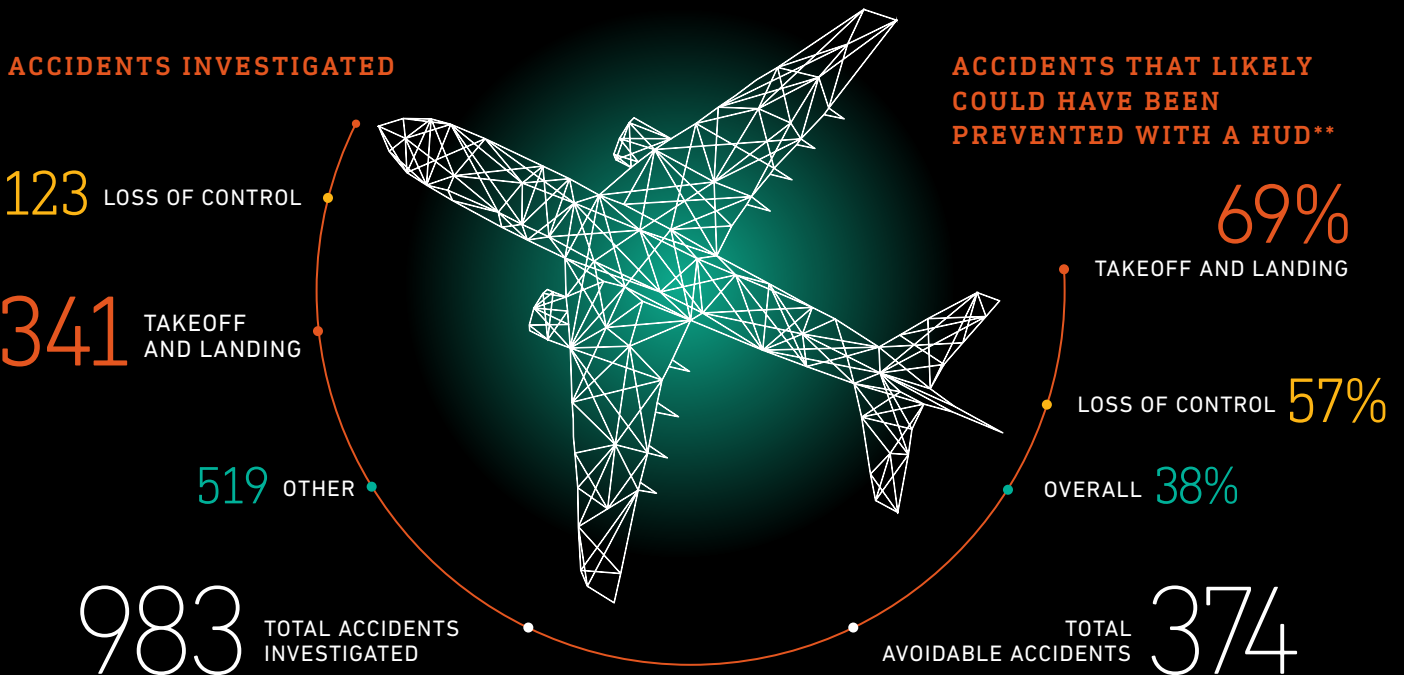 ACCIDENTS INVESTIGATED
123 LOSS OF CONTROL
341 TAKEOFF
AND LANDING
519 OTHER
983 TOTAL ACCIDENTS
INVESTIGATED
ACCIDENTS THAT LIKELY
COULD HAVE BEEN
PREVENTED WITH A HUD**
69%
TAKEOFF AND LANDING
LOSS OF CONTROL 57%
OVERALL 38%
TOTAL
AVOIDABLE ACCIDENTS 374